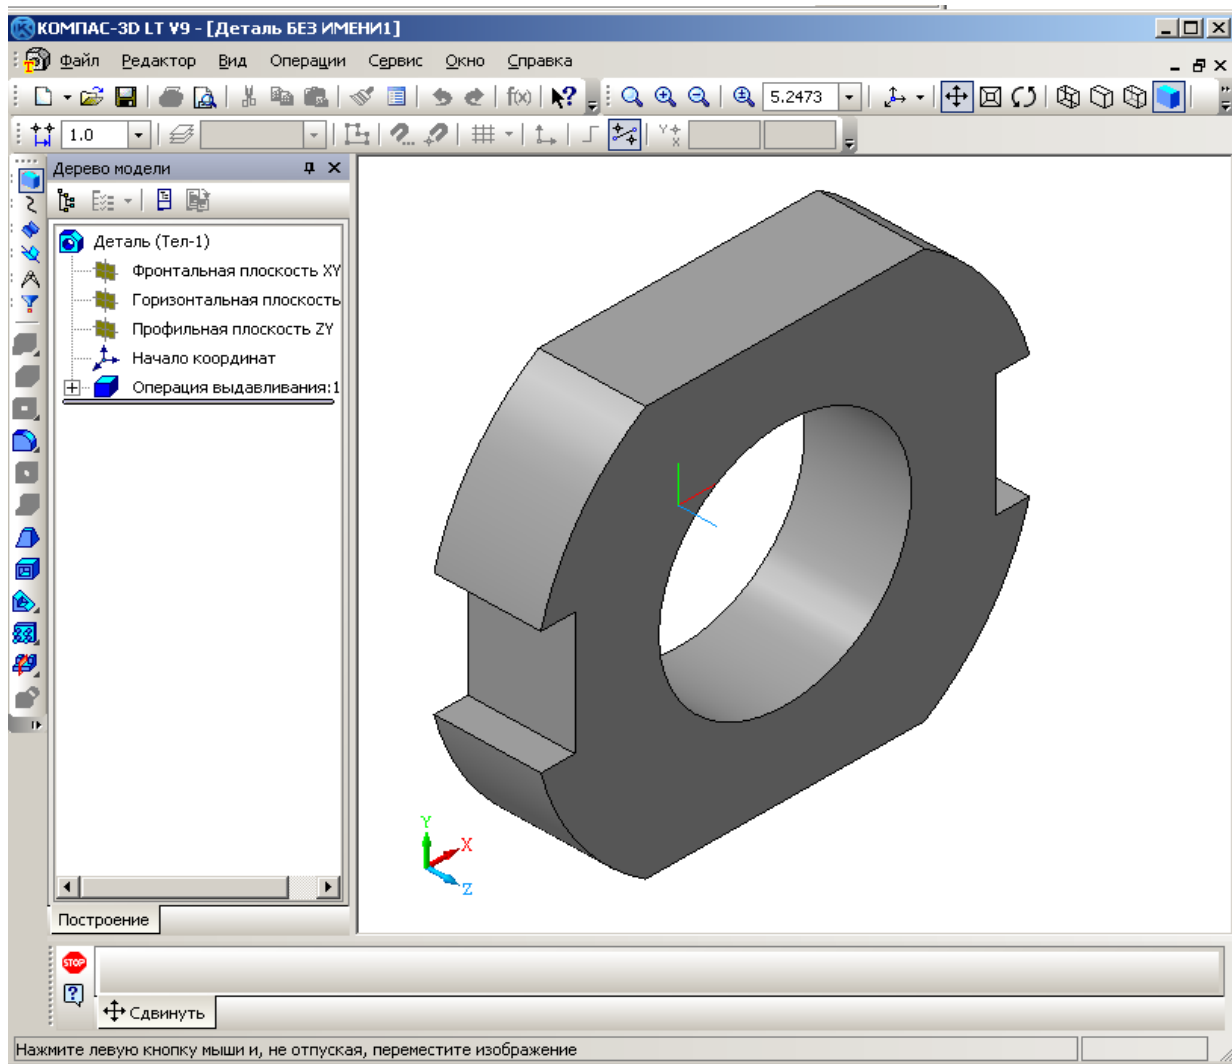 КОМПАС-3D LT V9 - [Деталь БЕЗ ИМЕНИ1]
Файл Редактор Вид Операции Сервис Окно Справка
f(x) 5.2473
1.0
Дерево модели
Деталь (Тел-1)
Фронтальная плоскость XY
Горизонтальная плоскость
Профильная плоскость ZY
Начало координат
Операция выдавливания:1
Y
X
Z
Построение
STOP
Сдвинуть
Нажмите левую кнопку мыши и, не отпуская, переместите изображение